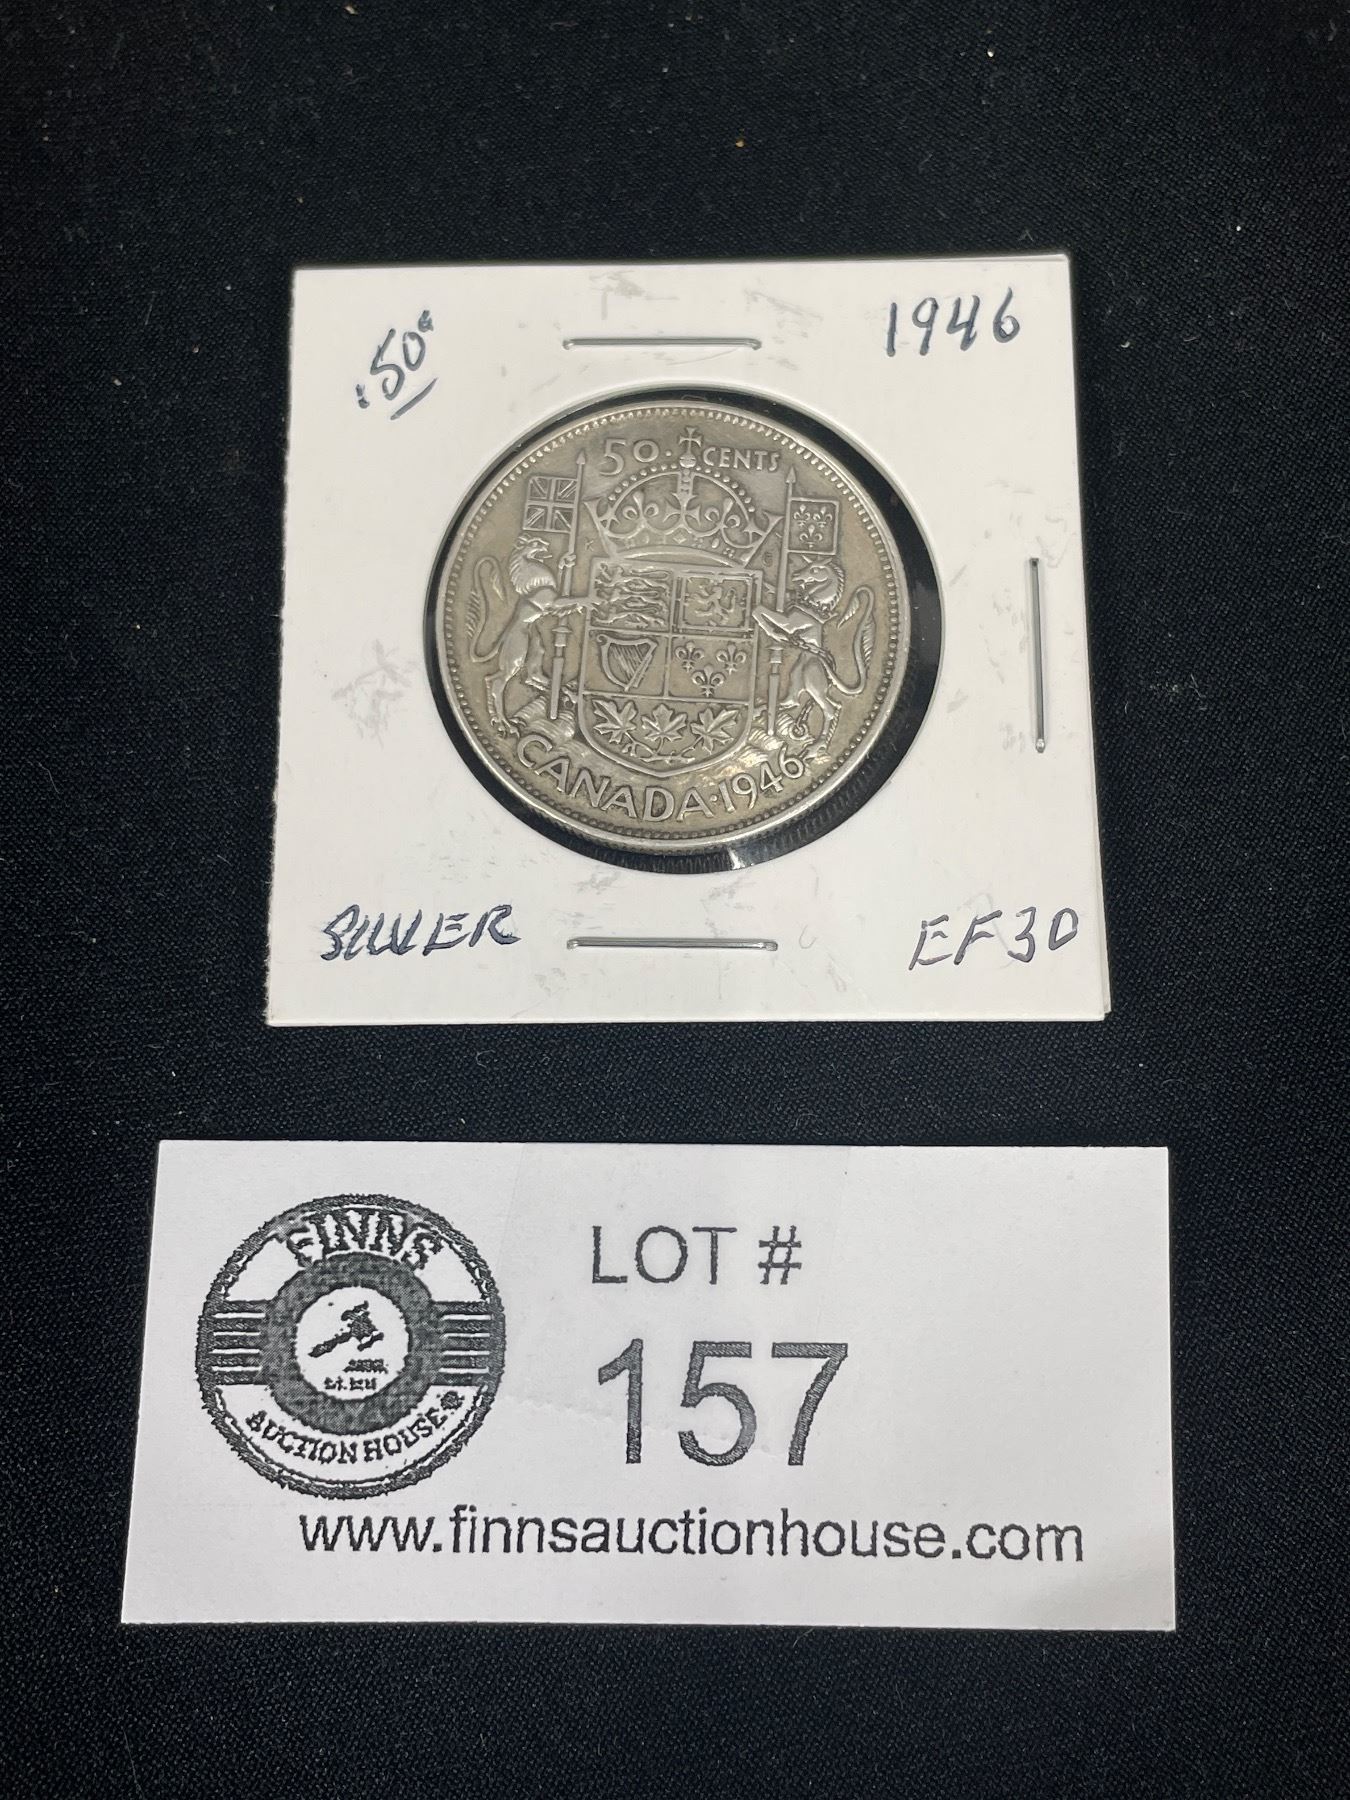 .50¢
1946
50 CENTS
CANADA·1946
SILVER
EF30
FINNS
AUCTION HOUSE
LOT #
157
www.finnsauctionhouse.com